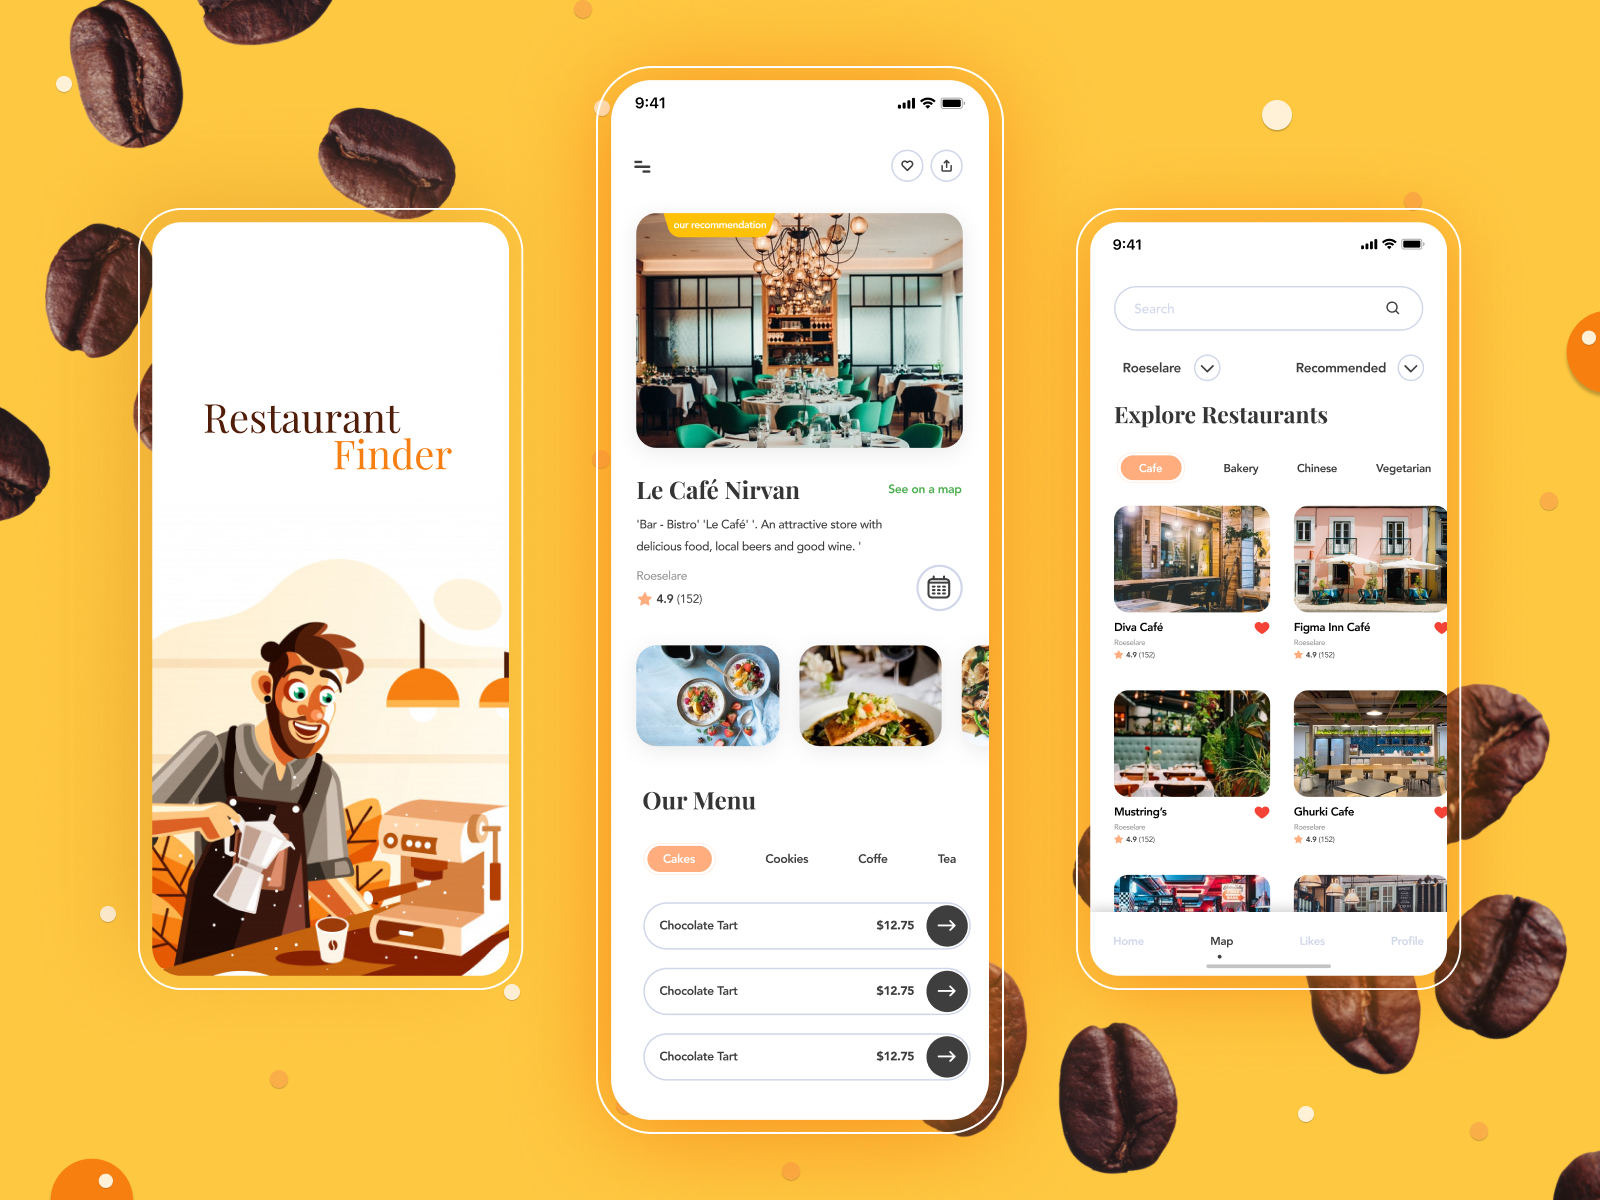 Restaurant
Finder
9:41
our recommendation
Le Café Nirvan
See on a map
'Bar - Bistro' 'Le Café' '. An attractive store with
delicious food, local beers and good wine. '
Roeselare
4.9 (152)
Our Menu
Cakes Cookies Coffe Tea
Chocolate Tart $12.75
Chocolate Tart $12.75
Chocolate Tart $12.75
9:41
Search
Roeselare Recommended
Explore Restaurants
Cafe Bakery Chinese Vegetarian
Diva Café Figma Inn Café
Roeselare Roeselare
4.9 (152) 4.9 (152)
Mustring's Ghurki Cafe
Roeselare Roeselare
4.9 (152) 4.9 (152)
Home Map Likes Profile